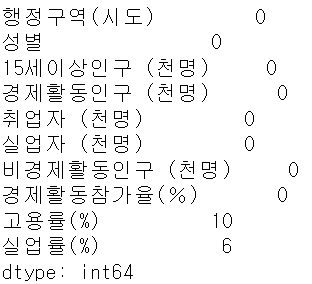 행정구역(시도) 0
성별 0
15세이상인구 (천명) 0
경제활동인구 (천명) 0
취업자 (천명) 0
실업자 (천명) 0
비경제활동인구 (천명) 0
경제활동참가율(%) 0
고용률(%) 10
실업률(%) 6
dtype: int64